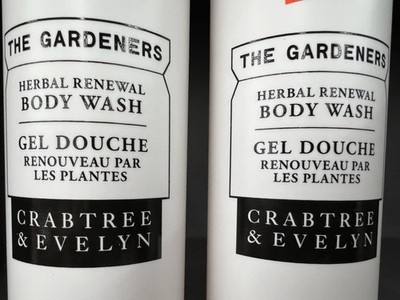 THE GARDENERS
HERBAL RENEWAL
BODY WASH
GEL DOUCHE
RENOUVEAU PAR
LES PLANTES
CRABTREE
& EVELYN
THE GARDENERS
HERBAL RENEWAL
BODY WASH
GEL DOUCHE
RENOUVEAU PAR
LES PLANTES
CRABTREE
& EVELYN